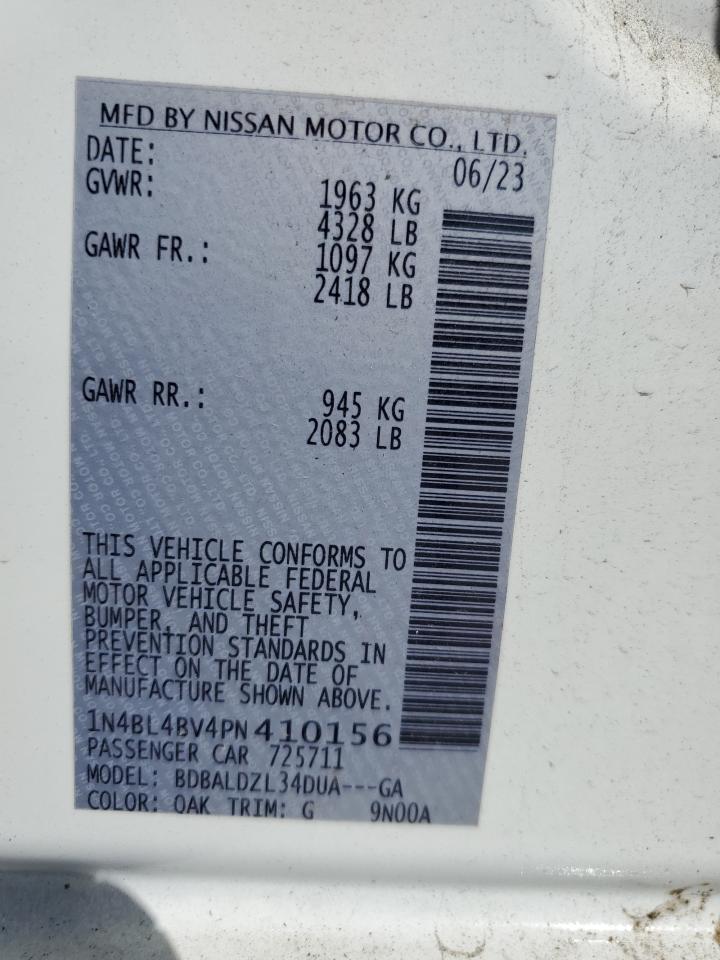 MFD BY NISSAN MOTOR CO., LTD.
DATE: 06/23
GVWR: 1963 KG
4328 LB
GAWR FR.: 1097 KG
2418 LB
GAWR RR.: 945 KG
2083 LB
THIS VEHICLE CONFORMS TO
ALL APPLICABLE FEDERAL
MOTOR VEHICLE SAFETY,
BUMPER, AND THEFT
PREVENTION STANDARDS IN
EFFECT ON THE DATE OF
MANUFACTURE SHOWN ABOVE.
1N4BL4BV4PN410156
PASSENGER CAR 725711
MODEL: BDBALDZL34DUA---GA
COLOR: QAK TRIM: G 9N00A